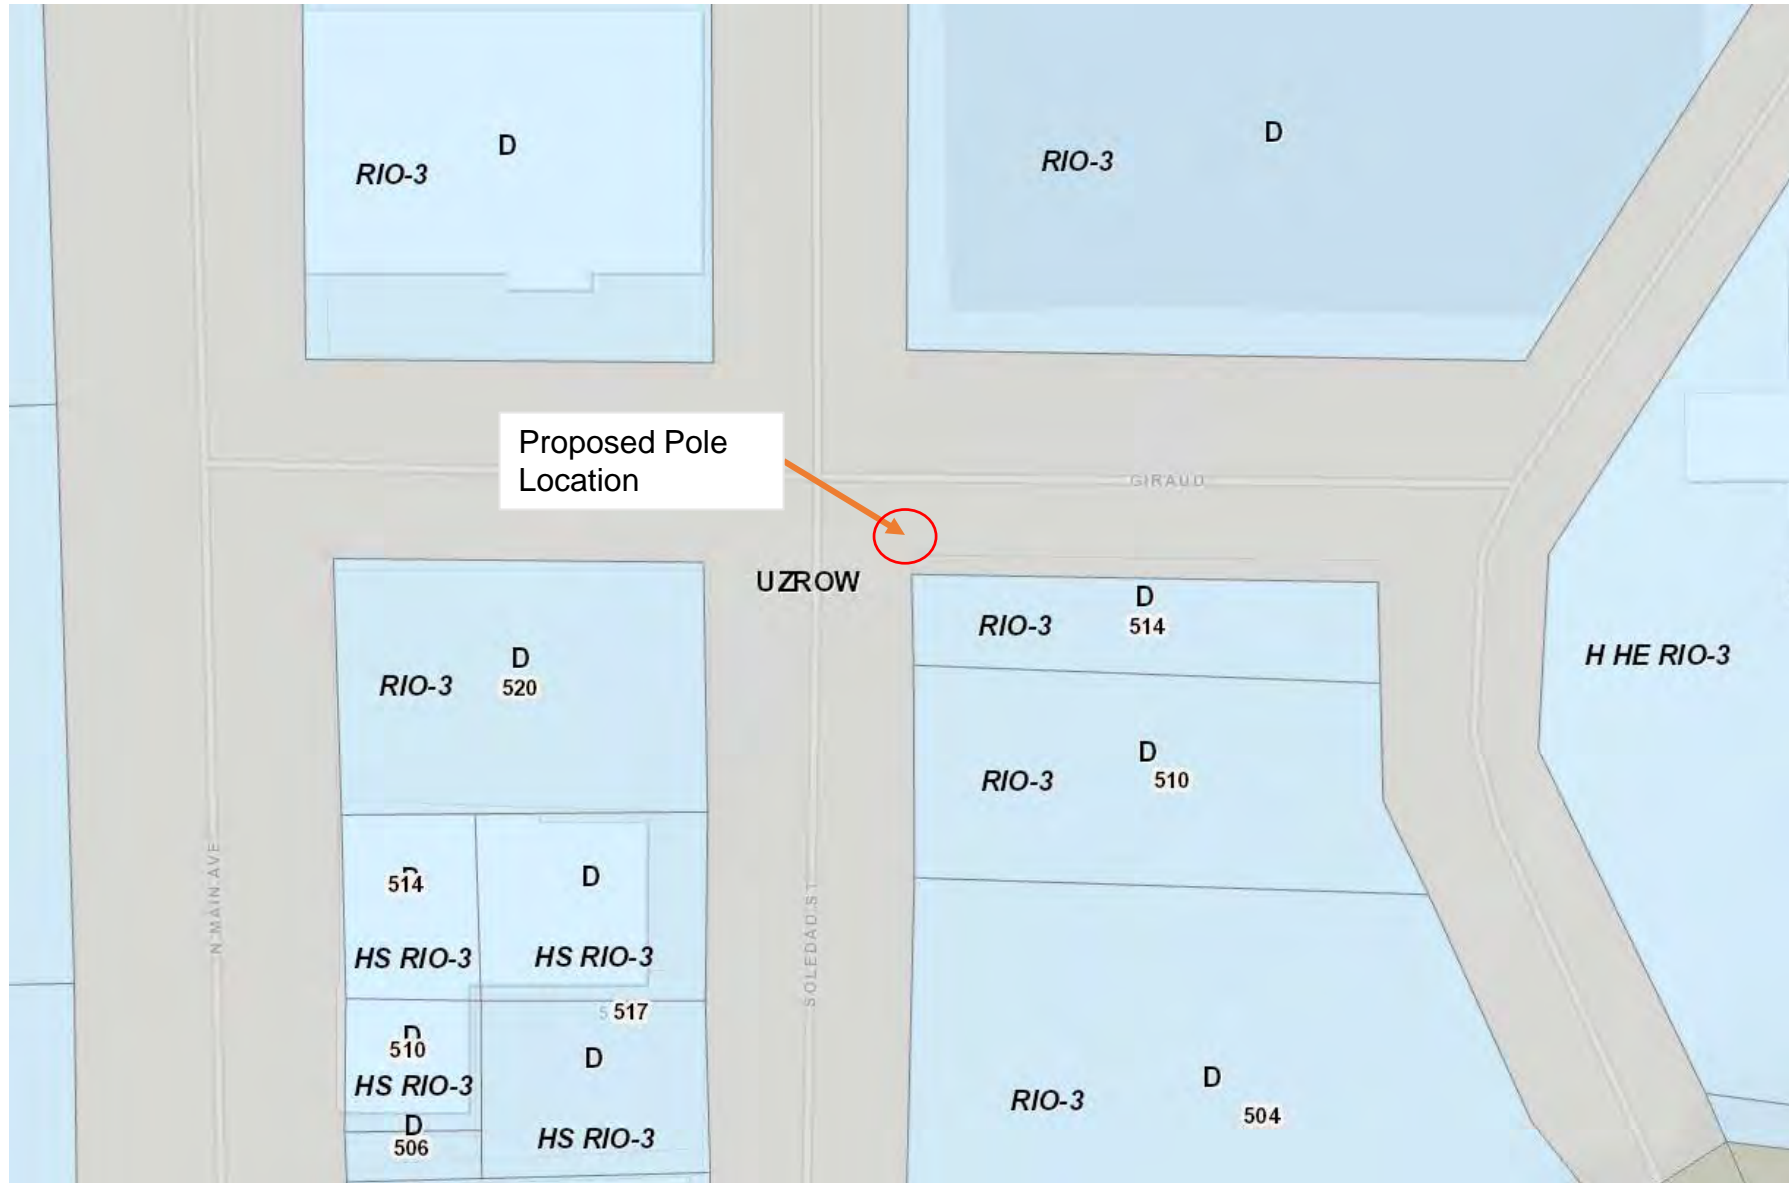 D
RIO-3
D
RIO-3
Proposed Pole
Location
GIRAUD
UZROW
D
RIO-3
514
D
RIO-3
520
H HE RIO-3
D
RIO-3
510
D
514
HS RIO-3
D
HS RIO-3
N MAIN AVE
SOLEDAD ST
517
D
510
HS RIO-3
D
HS RIO-3
D
506
D
RIO-3
504